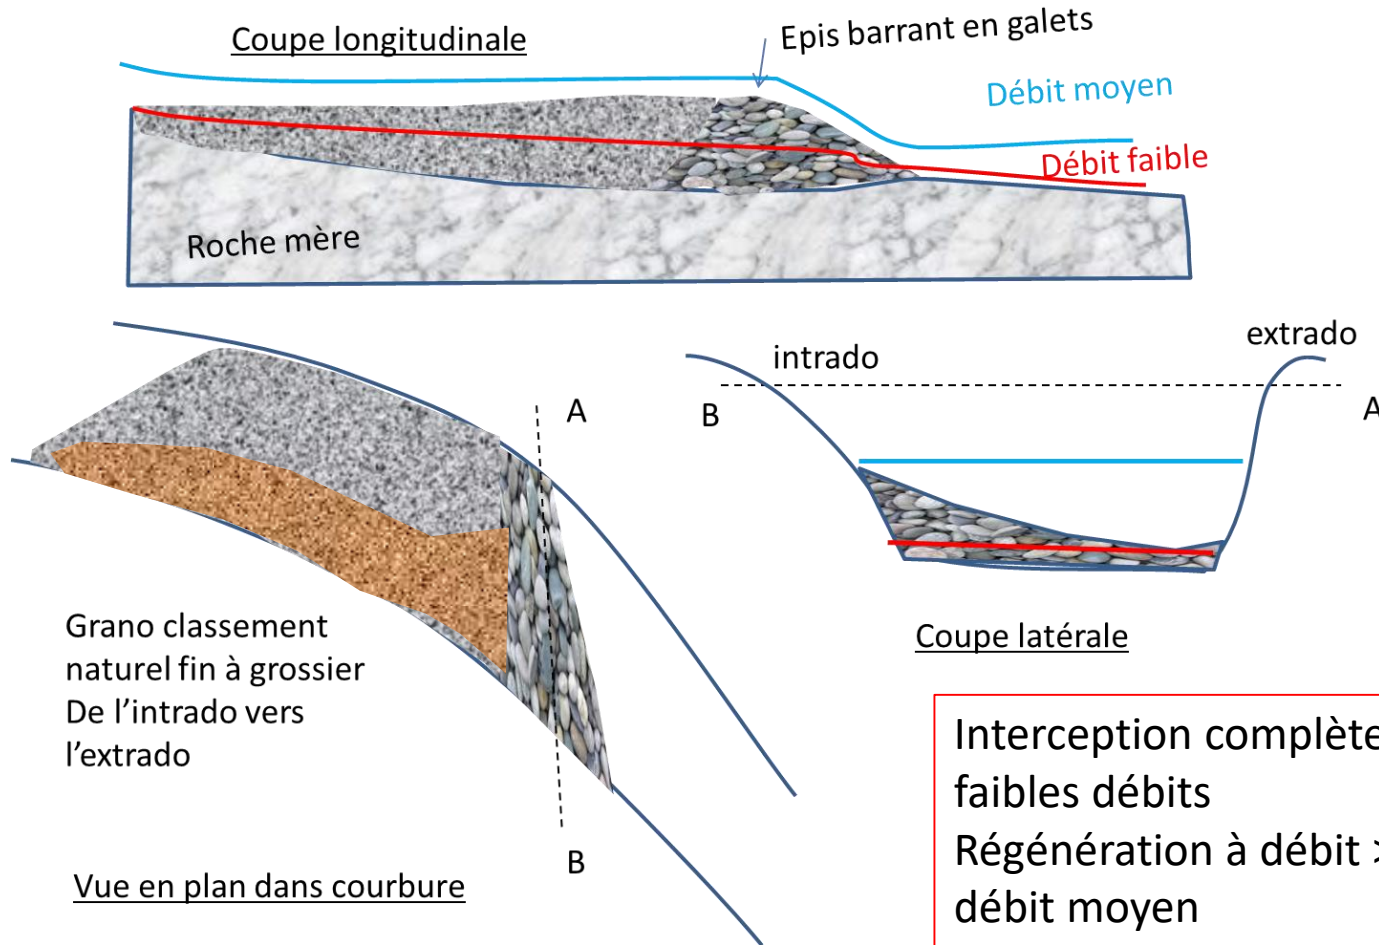 Coupe longitudinale
Epis barrant en galets
Débit moyen
Débit faible
Roche mère
intrado
extrado
A
B
A
B
Grano classement
naturel fin à grossier
De l'intrado vers
l'extrado
Coupe latérale
Vue en plan dans courbure
Interception complète
faibles débits
Régénération à débit >
débit moyen